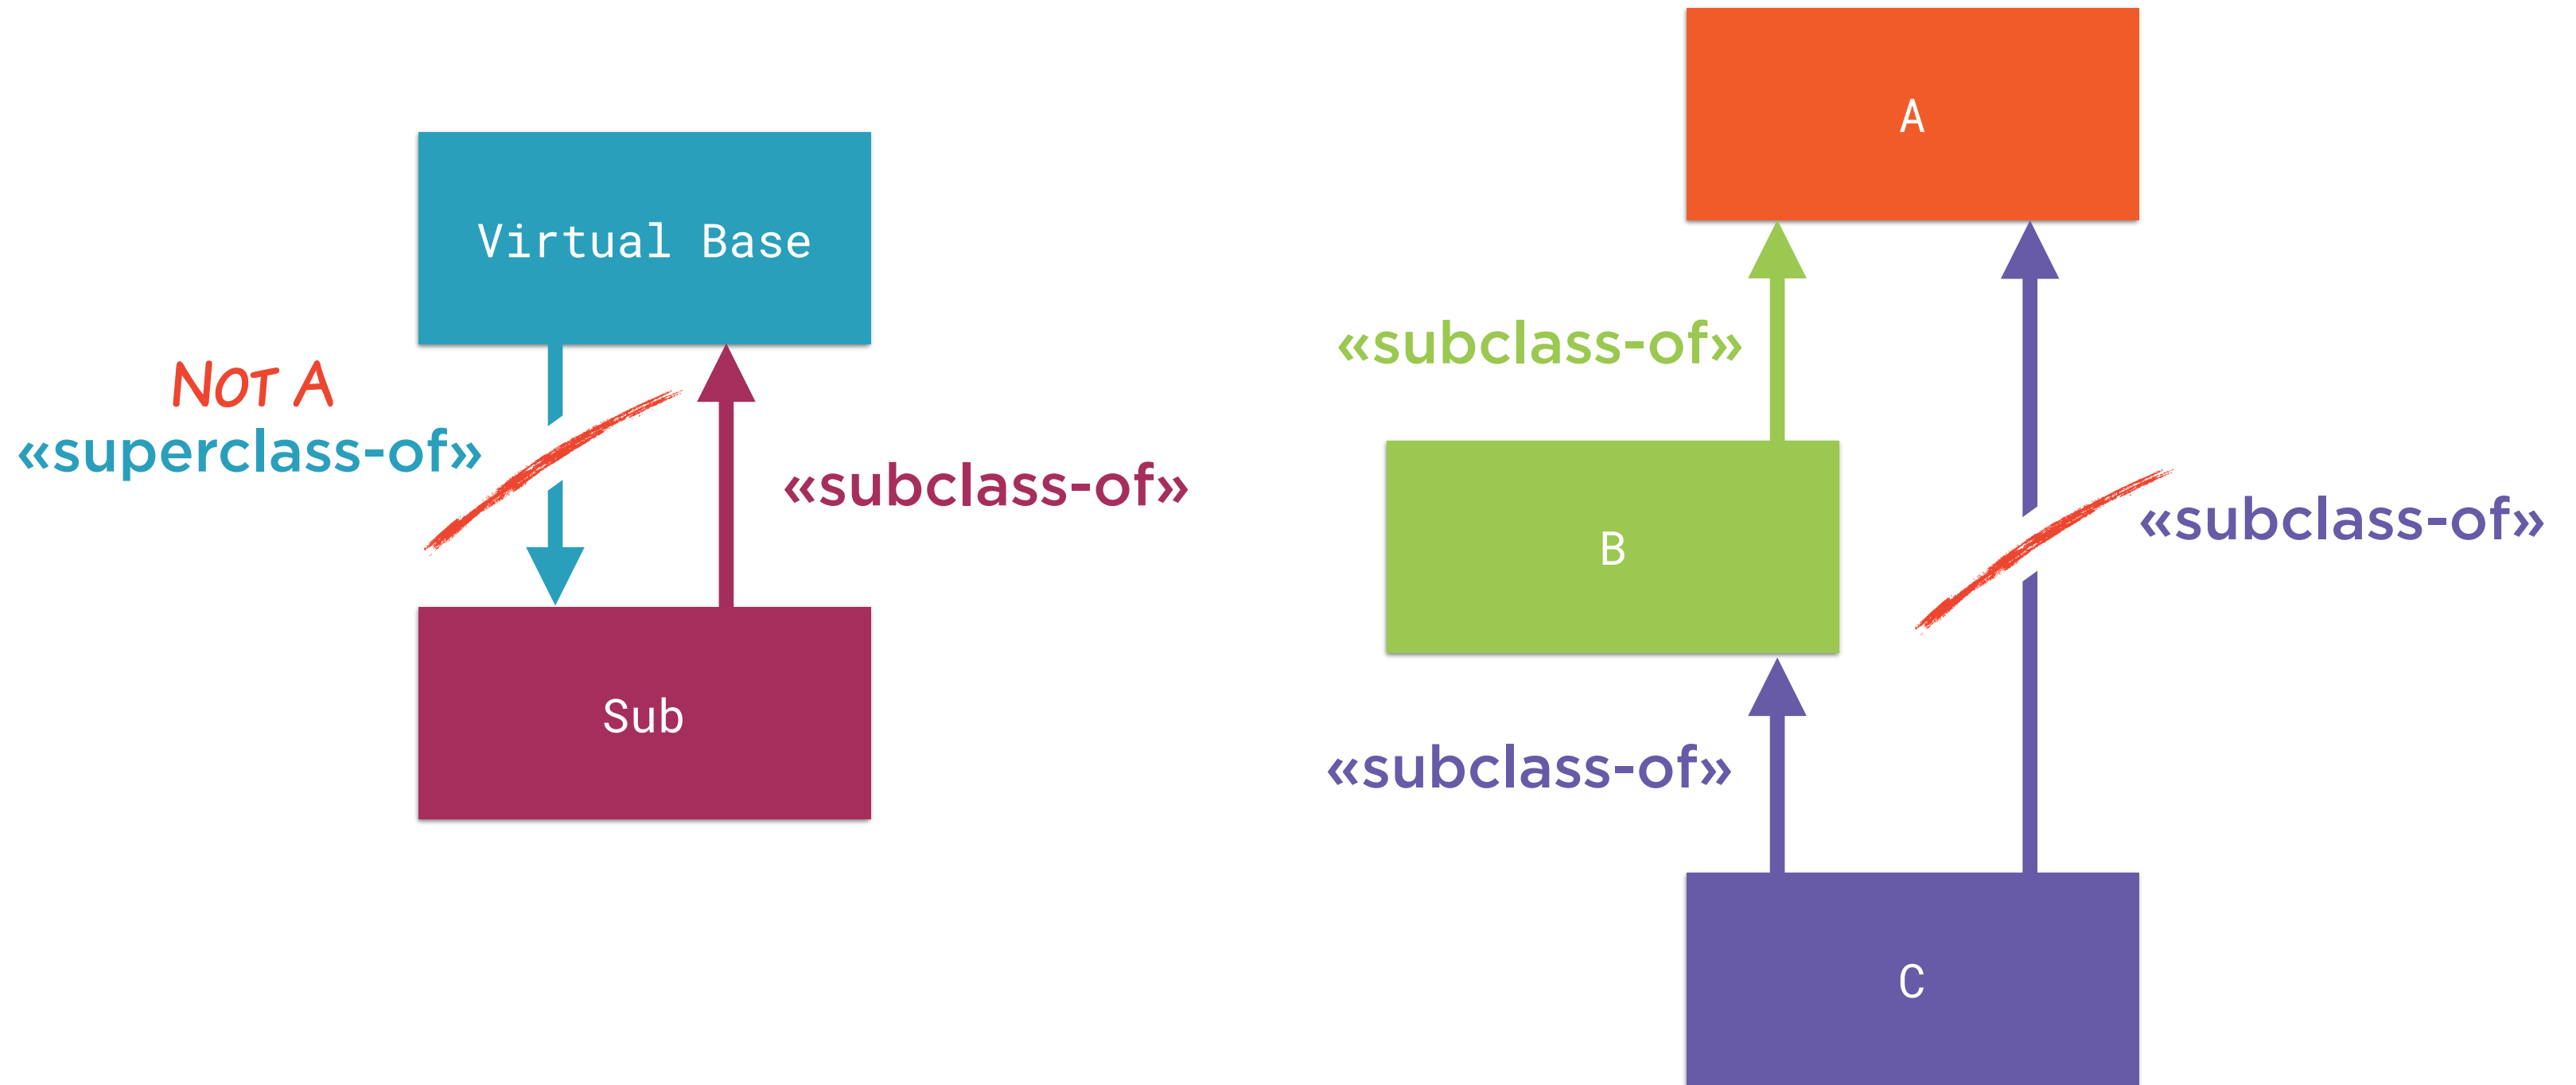 Virtual Base
NOT A
«superclass-of»
«subclass-of»
Sub
A
«subclass-of»
B
«subclass-of»
«subclass-of»
C